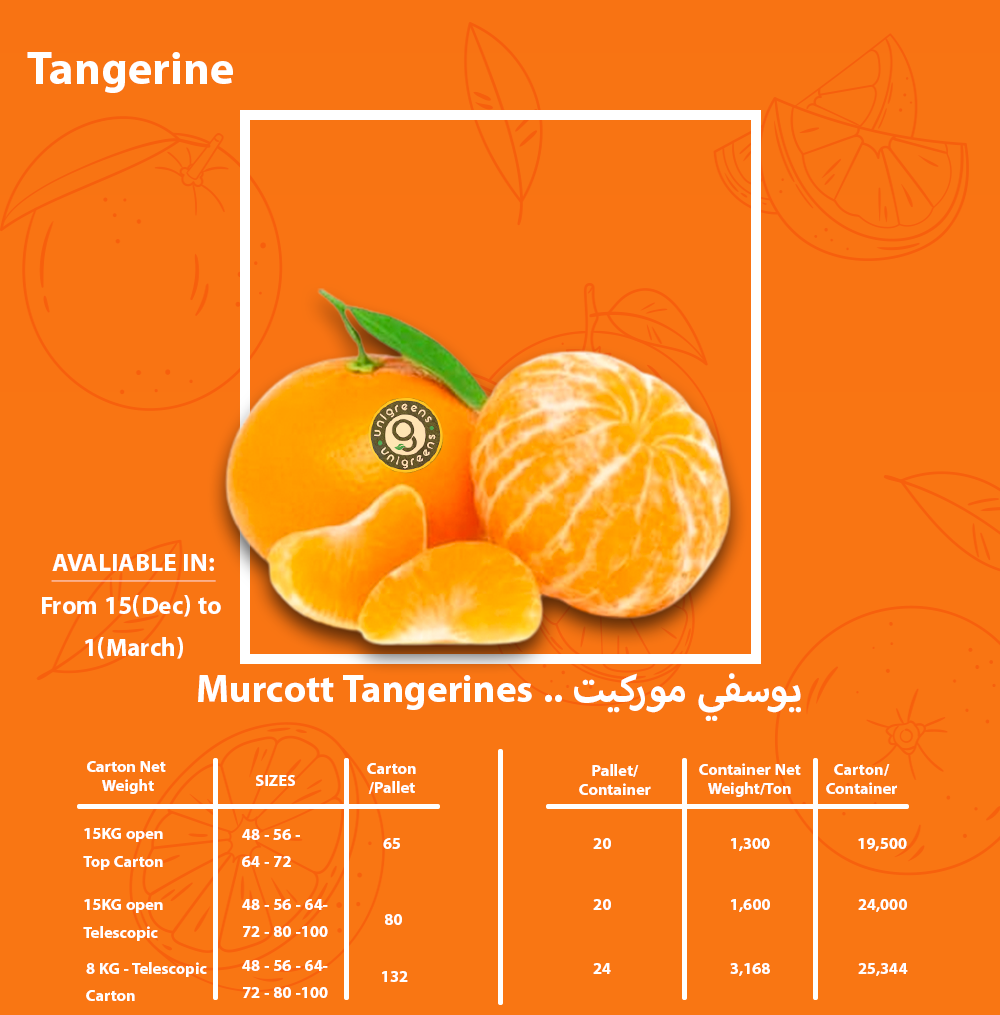 Tangerine
unigreens
unigreens
AVALIABLE IN:
From 15(Dec) to
1(March)
Murcott Tangerines .. يوسفي موركيت
Carton Net
Weight
SIZES
Carton
/Pallet
15KG open
Top Carton
48 - 56 -
64 - 72
65
15KG open
Telescopic
48 - 56 - 64-
72 - 80 -100
80
8 KG - Telescopic
Carton
48 - 56 - 64-
72 - 80 -100
132
Pallet/
Container
Container Net
Weight/Ton
Carton/
Container
20
1,300
19,500
20
1,600
24,000
24
3,168
25,344